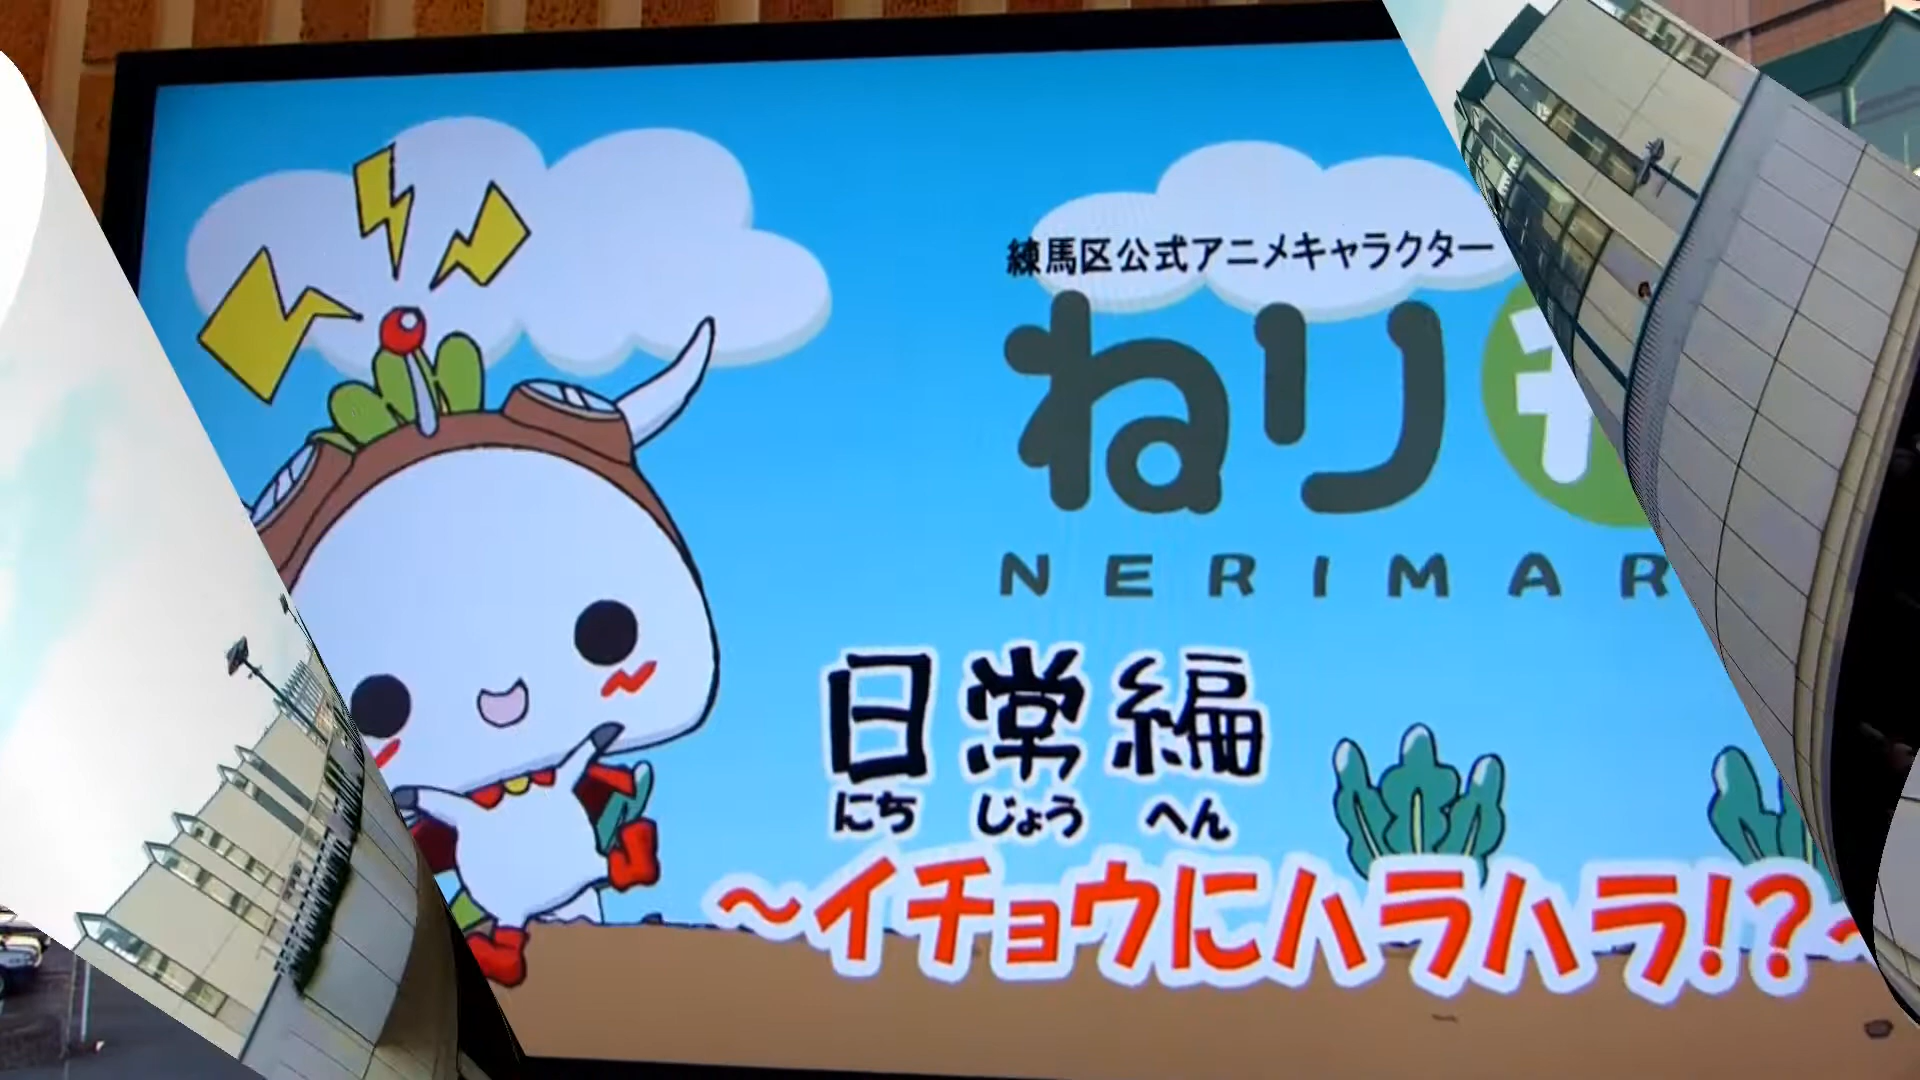 練馬区公式アニメキャラクター
ねり
NERIMAR
日常編
にちじょうへん
～イチョウにハラハラ!?～